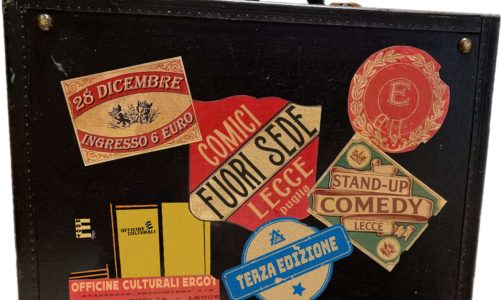 28 DICEMBRE
INGRESSO 6 EURO
COMICI
FUORI SEDE
LECCE
puglia
E
STAND-UP
COMEDY
LECCE
OFFICINE
CULTURALI
OFFICINE CULTURALI ERGOT
LECCE
TERZA EDIZIONE